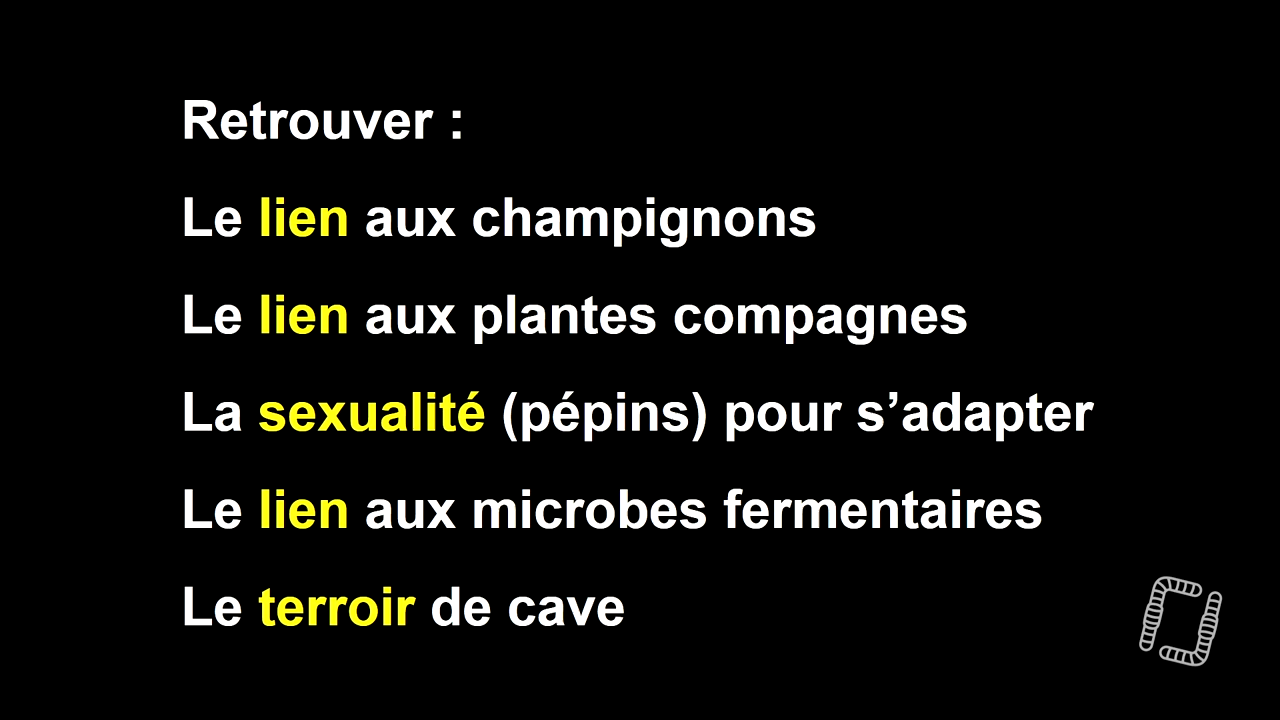 Retrouver :
Le lien aux champignons
Le lien aux plantes compagnes
La sexualité (pépins) pour s’adapter
Le lien aux microbes fermentaires
Le terroir de cave